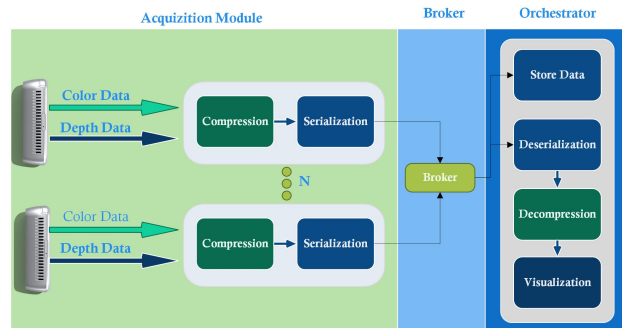 Acquizition Module
Broker
Orchestrator
Color Data
Depth Data
Compression
Serialization
Store Data
Deserialization
N
Broker
Color Data
Depth Data
Compression
Serialization
Decompression
Visualization